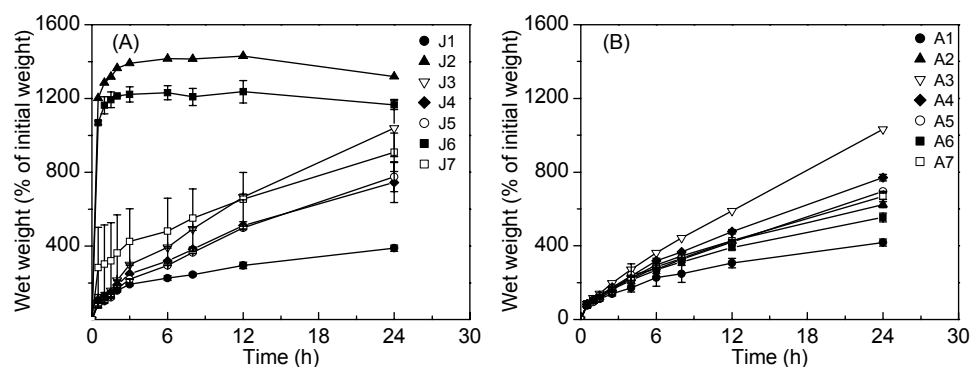 1600
1200
800
400
0
Wet weight (% of initial weight)
(A)
J1
J2
J3
J4
J5
J6
J7
0 6 12 18 24 30
Time (h)
1600
1200
800
400
0
Wet weight (% of initial weight)
(B)
A1
A2
A3
A4
A5
A6
A7
0 6 12 18 24 30
Time (h)